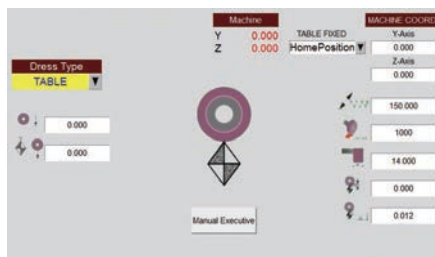 Machine
MACHINE COORD
Y 0.000
Z 0.000
TABLE FIXED
HomePosition
Y-Axis
0.000
Z-Axis
0.000
Dress Type
TABLE
0.000
0.000
150.000
1000
14.000
0.000
0.012
Manual Executive